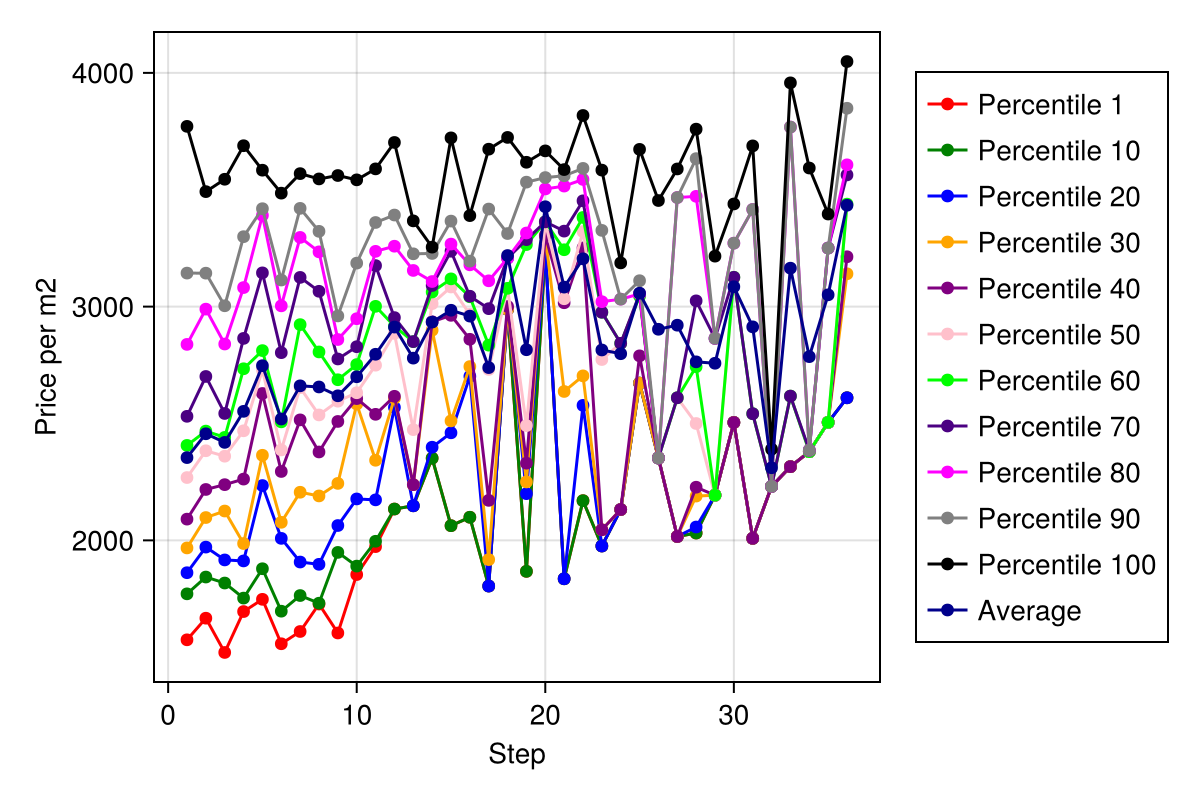 4000
3000
2000
Price per m2
0 10 20 30
Step
Percentile 1
Percentile 10
Percentile 20
Percentile 30
Percentile 40
Percentile 50
Percentile 60
Percentile 70
Percentile 80
Percentile 90
Percentile 100
Average